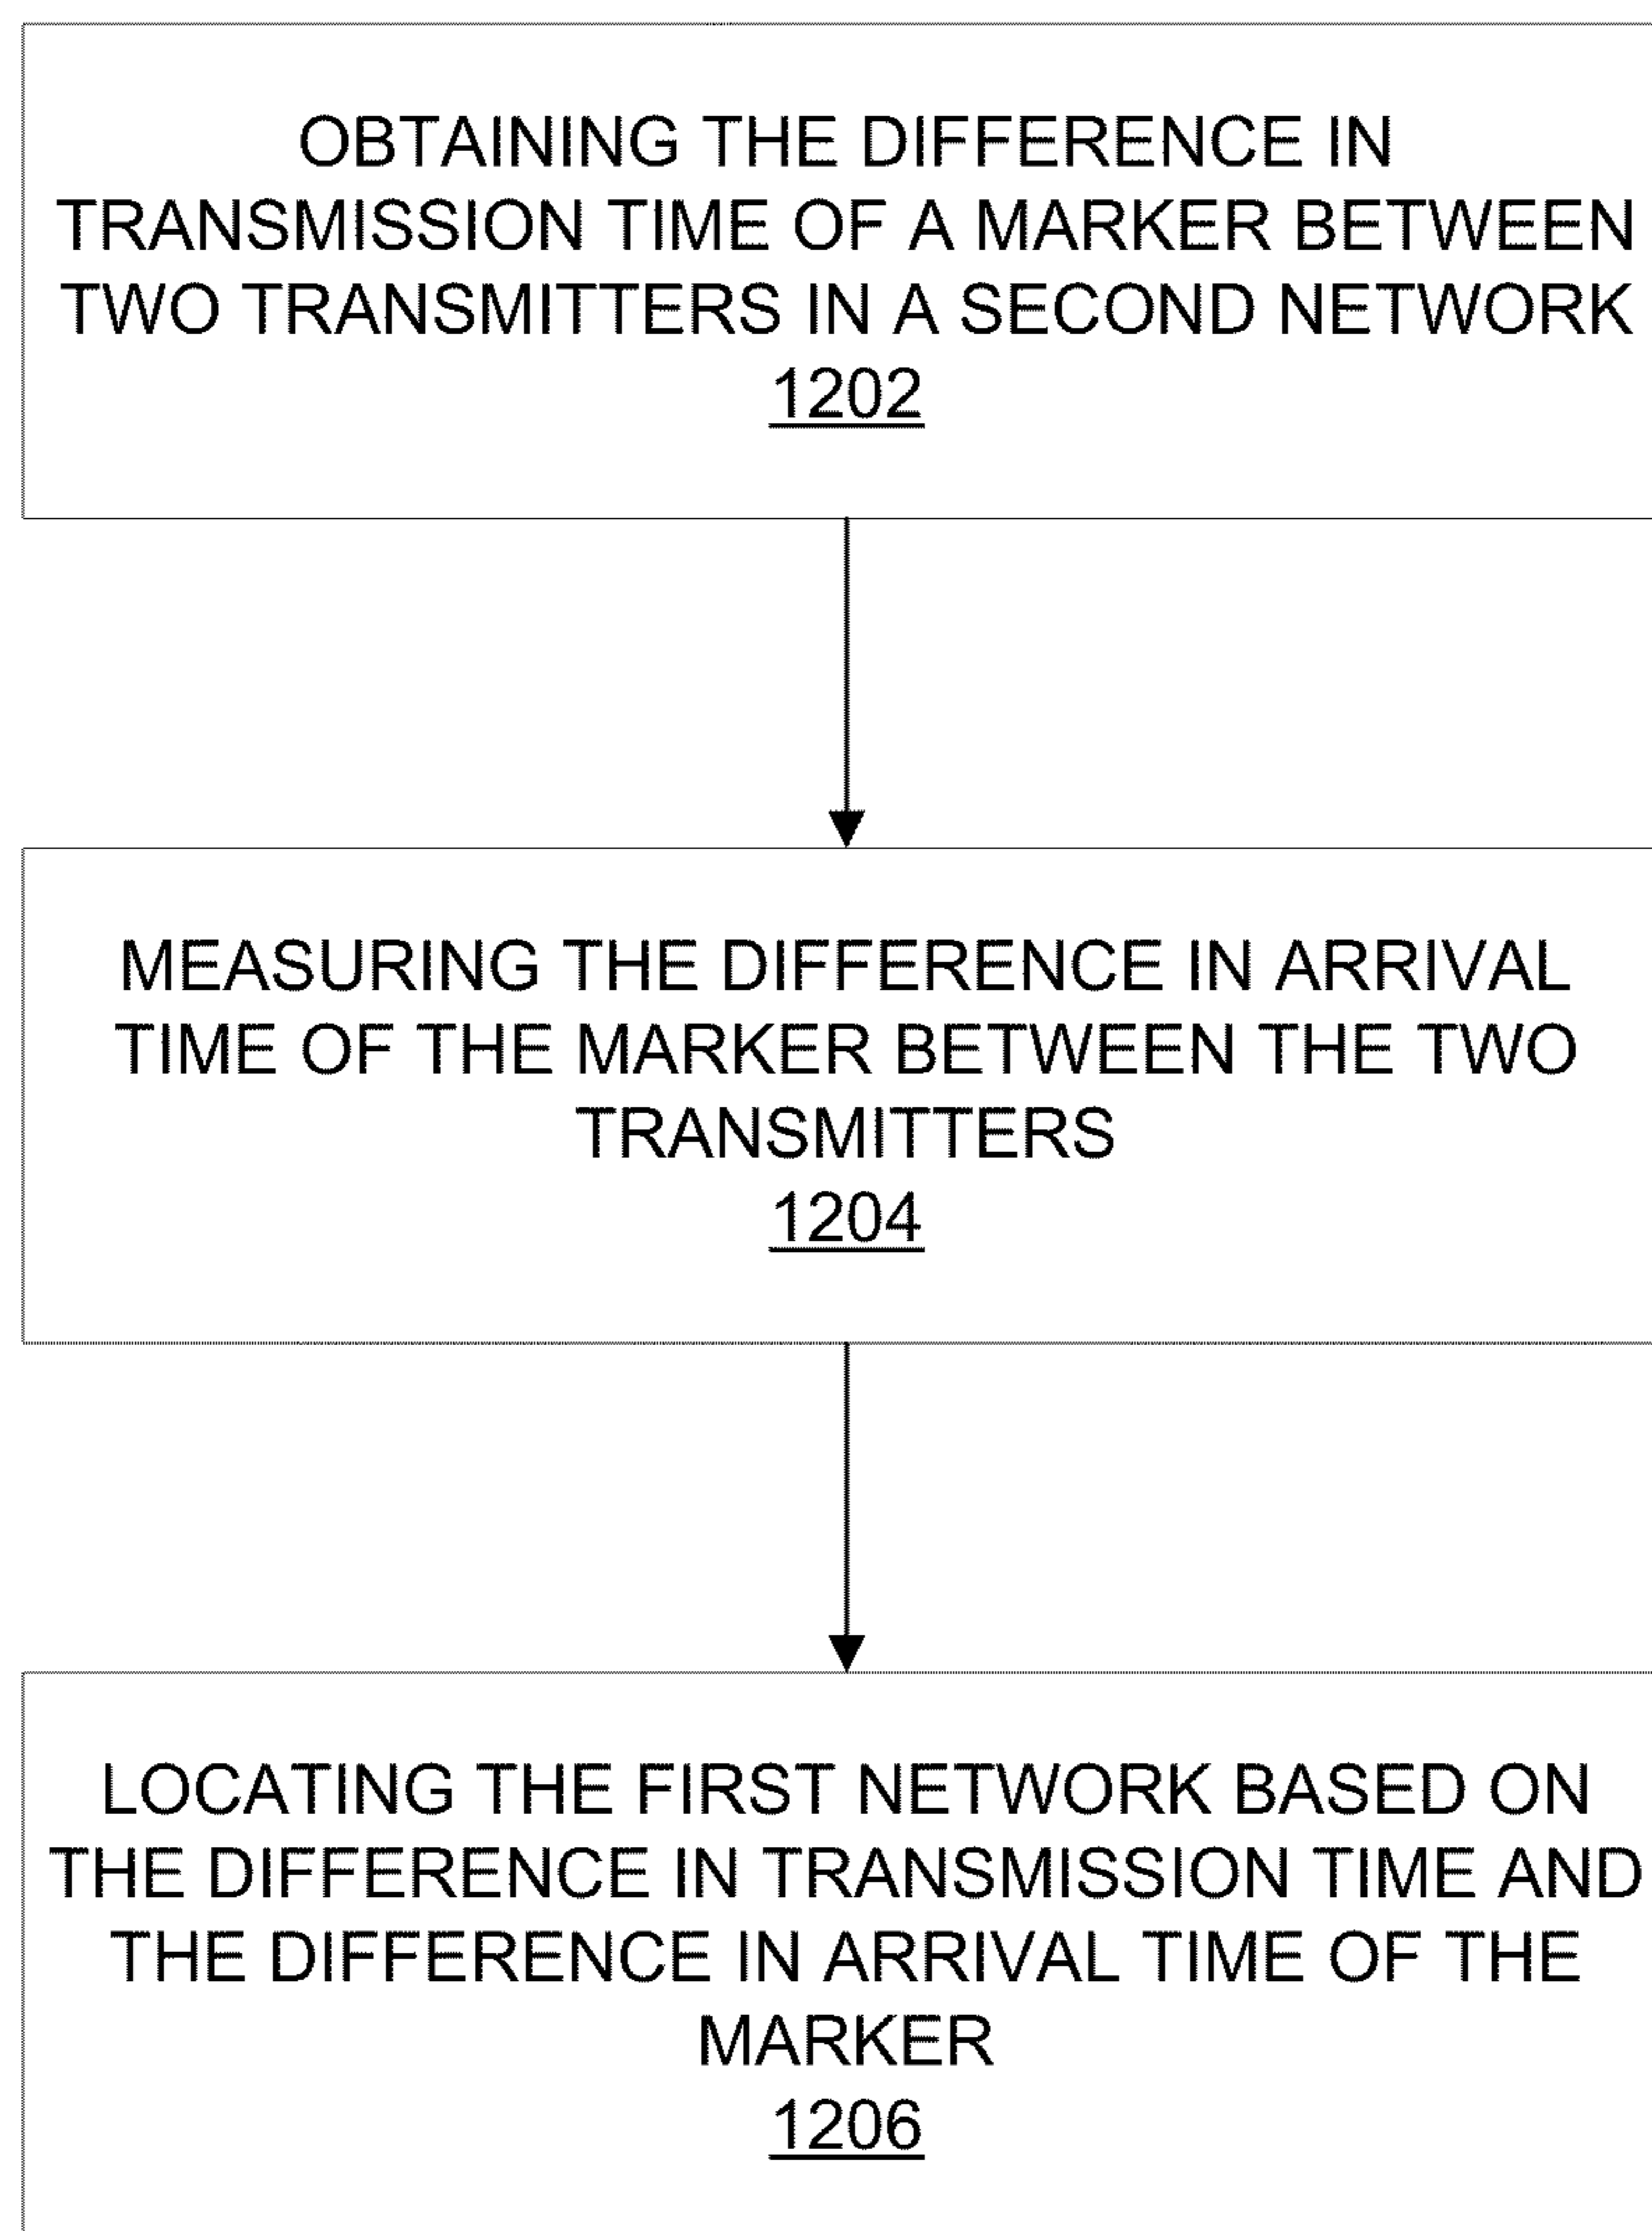 OBTAINING THE DIFFERENCE IN
TRANSMISSION TIME OF A MARKER BETWEEN
TWO TRANSMITTERS IN A SECOND NETWORK
1202
MEASURING THE DIFFERENCE IN ARRIVAL
TIME OF THE MARKER BETWEEN THE TWO
TRANSMITTERS
1204
LOCATING THE FIRST NETWORK BASED ON
THE DIFFERENCE IN TRANSMISSION TIME AND
THE DIFFERENCE IN ARRIVAL TIME OF THE
MARKER
1206